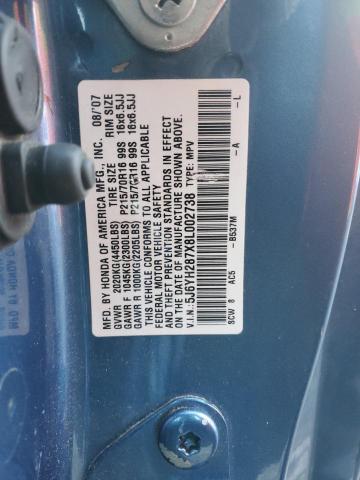 MFD. BY HONDA OF AMERICA MFG., INC. 08/07
TIRE SIZE RIM SIZE
GVWR 2020KG(4450LBS)
GAWR F 1045KG(2300LBS) P215/70R16 99S 16x6.5JJ
GAWR R 1000KG(2205LBS) P215/70R16 99S 16x6.5JJ
THIS VEHICLE CONFORMS TO ALL APPLICABLE
FEDERAL MOTOR VEHICLE SAFETY
AND THEFT PREVENTION STANDARDS IN EFFECT
ON THE DATE OF MANUFACTURE SHOWN ABOVE.
V.I.N.: 5J6YH287X8L002738 TYPE: MPV
SCW 8 AC5 -B537M -A -L